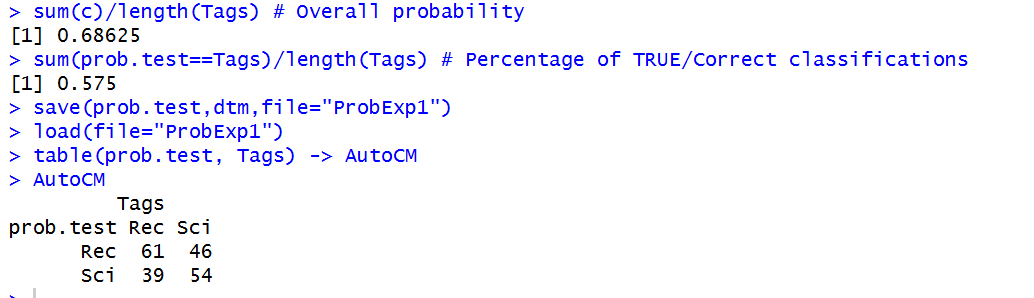 > sum(c)/length(Tags) # Overall probability
[1] 0.68625
> sum(prob.test==Tags)/length(Tags) # Percentage of TRUE/Correct classifications
[1] 0.575
> save(prob.test,dtm,file="ProbExp1")
> load(file="ProbExp1")
> table(prob.test, Tags) -> AutoCM
> AutoCM
         Tags
prob.test Rec Sci
      Rec  61  46
      Sci  39  54
>